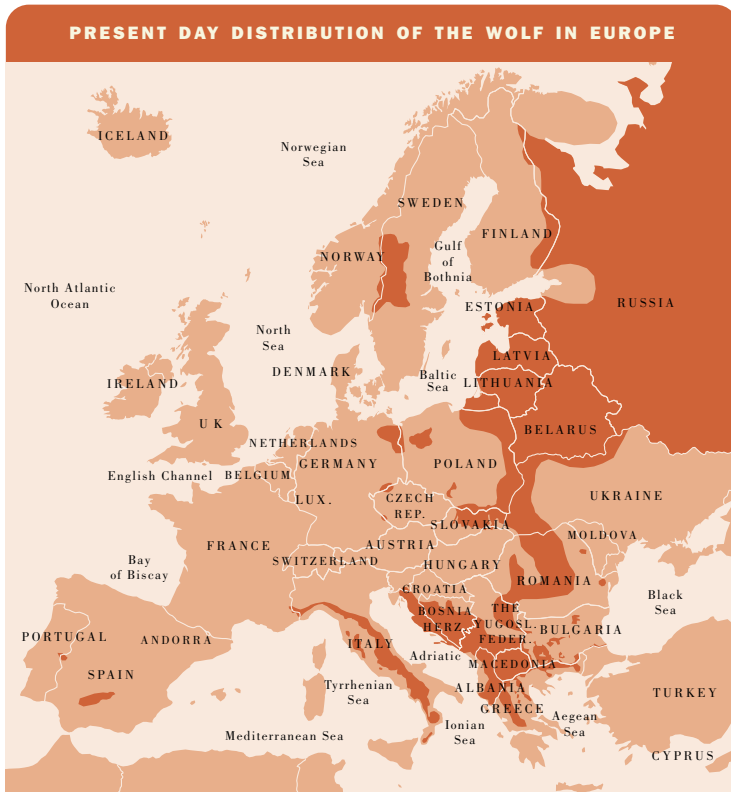 PRESENT DAY DISTRIBUTION OF THE WOLF IN EUROPE
ICELAND
Norwegian
Sea
SWEDEN
FINLAND
NORWAY
Gulf
of
Bothnia
North Atlantic
Ocean
RUSSIA
ESTONIA
North
Sea
LATVIA
DENMARK
Baltic
Sea
LITHUANIA
IRELAND
UK
BELARUS
NETHERLANDS
GERMANY
POLAND
English Channel
BELGIUM
UKRAINE
LUX.
CZECH
REP.
SLOVAKIA
MOLDOVA
FRANCE
AUSTRIA
SWITZERLAND
HUNGARY
Bay
of Biscay
ROMANIA
CROATIA
Black
Sea
BOSNIA
HERZ.
THE
YUGOSL.
FEDER.
BULGARIA
PORTUGAL
ANDORRA
ITALY
Adriatic
MACEDONIA
SPAIN
Tyrrhenian
Sea
ALBANIA
TURKEY
GREECE
Ionian
Sea
Aegean
Sea
Mediterranean Sea
CYPRUS